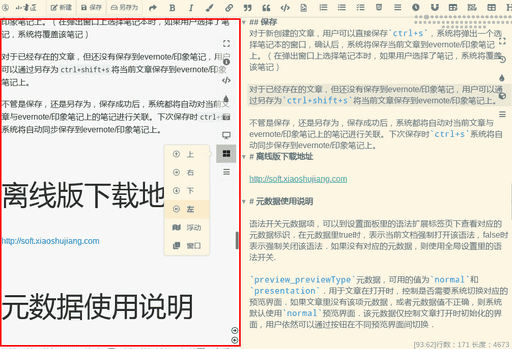 新建
保存
另存为
印象笔记上。（在弹出窗口上选择笔记本时，如果用户选择了笔
记，系统将覆盖该笔记 ）
对于已经存在的文章，但还没有保存到evernote/印象笔记，用户
可以通过另存为 ctrl+shift+s 将当前文章保存到evernote/印象
笔记上。
不管是保存，还是另存为，保存成功后，系统都将自动对当前文
章与evernote/印象笔记上的笔记进行关联。下次保存时 ctrl+s
系统将自动同步保存到evernote/印象笔记上。
离线版下载地
http://soft.xiaoshujiang.com
元数据使用说明
上
右
下
左
浮动
窗口
## 保存
对于新创建的文章，用户可以直接保存`ctrl+s`，系统将弹出一个选
择笔记本的窗口，确认后，系统将保存当前文章到evernote/印象笔记
上。（ 在弹出窗口上选择笔记本时，如果用户选择了笔记，系统将覆盖
该笔记 ）
对于已经存在的文章，但还没有保存到evernote/印象笔记，用户可以通
过另存为`ctrl+shift+s`将当前文章保存到evernote/印象笔记上。
不管是保存，还是另存为，保存成功后，系统都将自动对当前文章与
evernote/印象笔记上的笔记进行关联。下次保存时`ctrl+s`系统将自
动同步保存到evernote/印象笔记上。
# 离线版下载地址
http://soft.xiaoshujiang.com
# 元数据使用说明
语法开关元数据项，可以到设置面板里的语法扩展标签页下查看对应的
元数据标识．在元数据里true时，表示当前文档强制打开该语法，false时
表示强制关闭该语法．如果没有对应的元数据，则使用全局设置里的语
法开关.
`preview_previewType`元数据，可用的值为`normal`和
`presentation`．用于文章在打开时，控制是否需要系统切换对应的
预览界面．如果文章里没有该项元数据，或者元数据值不正确，则系统
默认使用`normal`预览界面．该元数据仅控制文章打开时初始化的界
面，用户依然可以通过按钮在不同预览界面间切换．
[93:62]行数：171 长度：4673